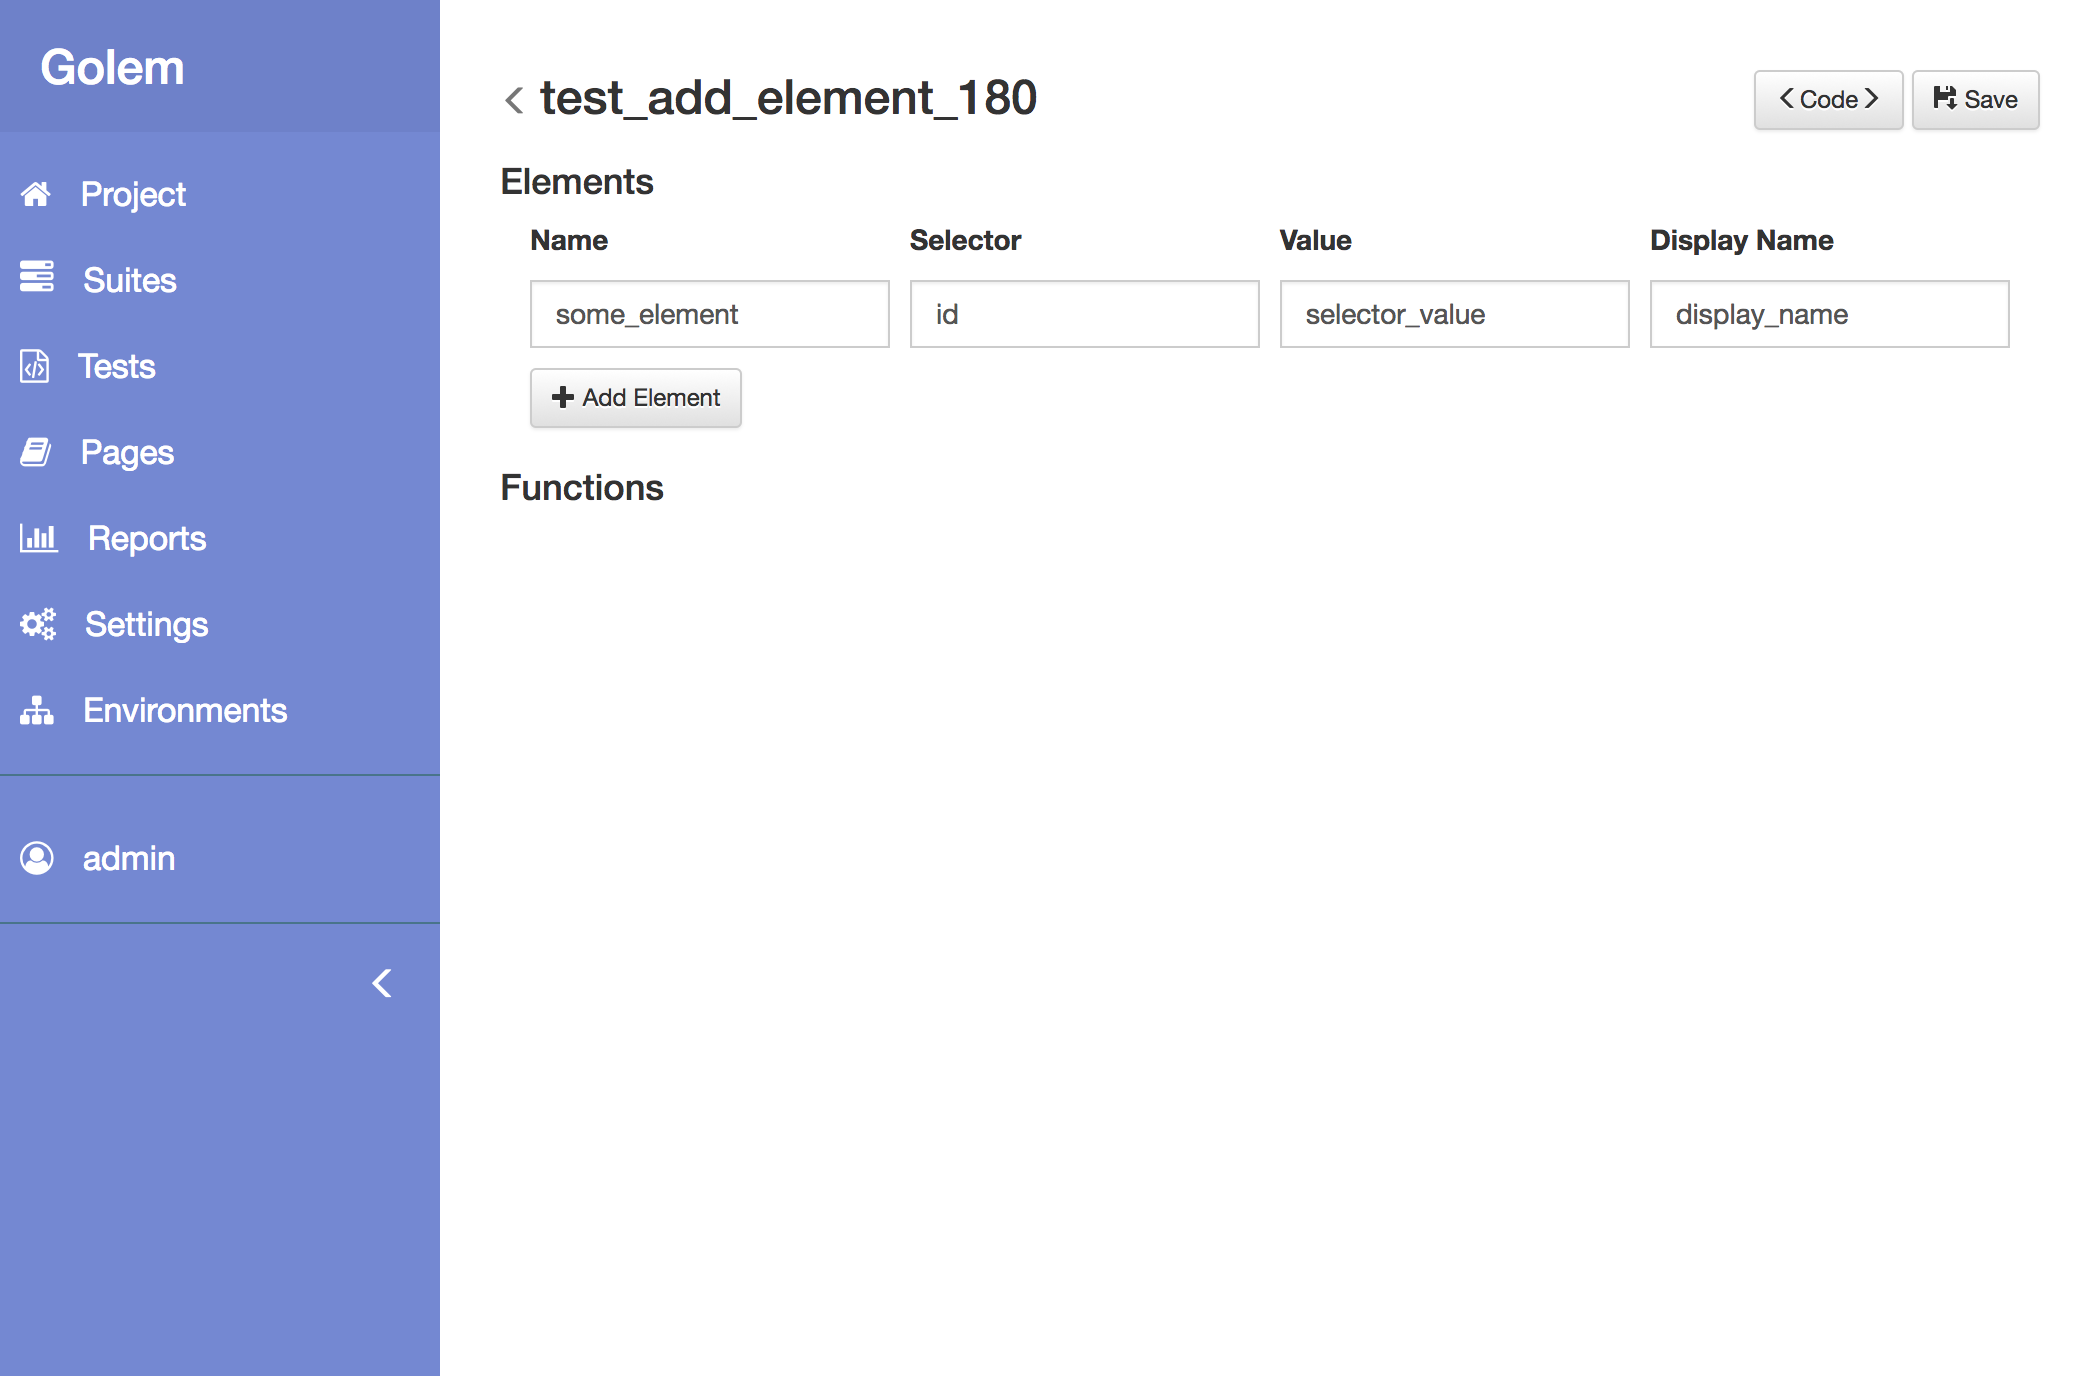 Golem
Project
Suites
Tests
Pages
Reports
Settings
Environments
admin
test_add_element_180
Code
Save
Elements
Name Selector Value Display Name
some_element id selector_value display_name
Add Element
Functions